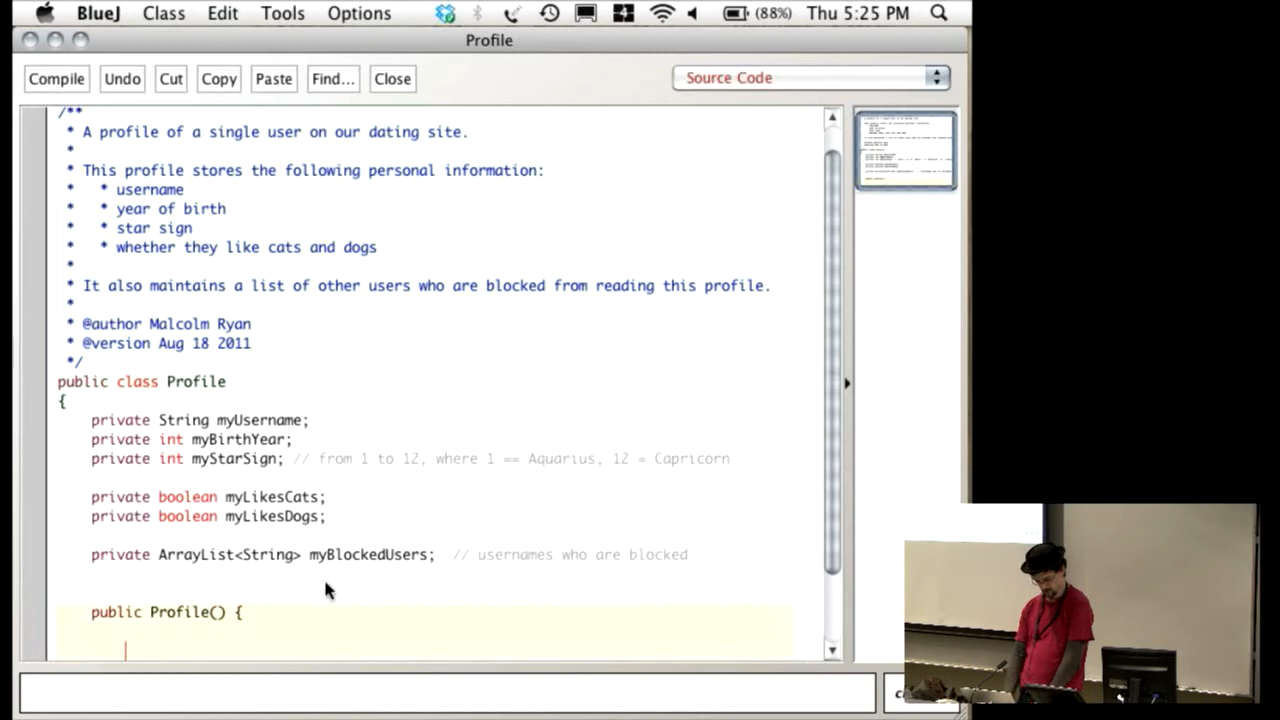 BlueJ Class Edit Tools Options 4 (88%) Thu 5:25 PM
Profile
Compile Undo Cut Copy Paste Find... Close Source Code
/**
* A profile of a single user on our dating site.
*
* This profile stores the following personal information:
* * username
* * year of birth
* * star sign
* * whether they like cats and dogs
*
* It also maintains a list of other users who are blocked from reading this profile.
*
* @author Malcolm Ryan
* @version Aug 18 2011
*/
public class Profile
{
private String myUsername;
private int myBirthYear;
private int myStarSign; // from 1 to 12, where 1 == Aquarius, 12 = Capricorn
private boolean myLikesCats;
private boolean myLikesDogs;
private ArrayList<String> myBlockedUsers; // usernames who are blocked
public Profile() {